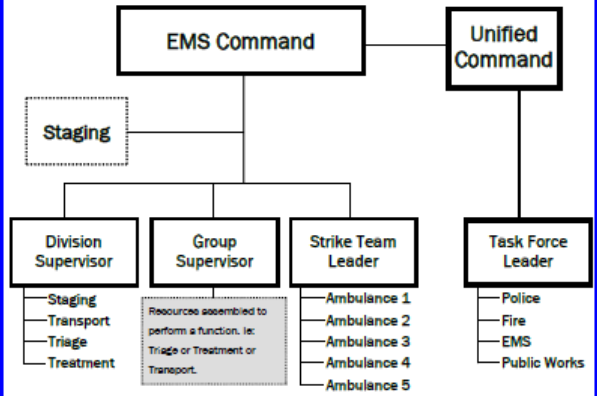 EMS Command
Unified
Command
Staging
Division
Supervisor
Group
Supervisor
Strike Team
Leader
Task Force
Leader
Staging
Transport
Triage
Treatment
Resources assembled to
perform a function. ie:
Triage or Treatment or
Transport.
Ambulance 1
Ambulance 2
Ambulance 3
Ambulance 4
Ambulance 5
Police
Fire
EMS
Public Works